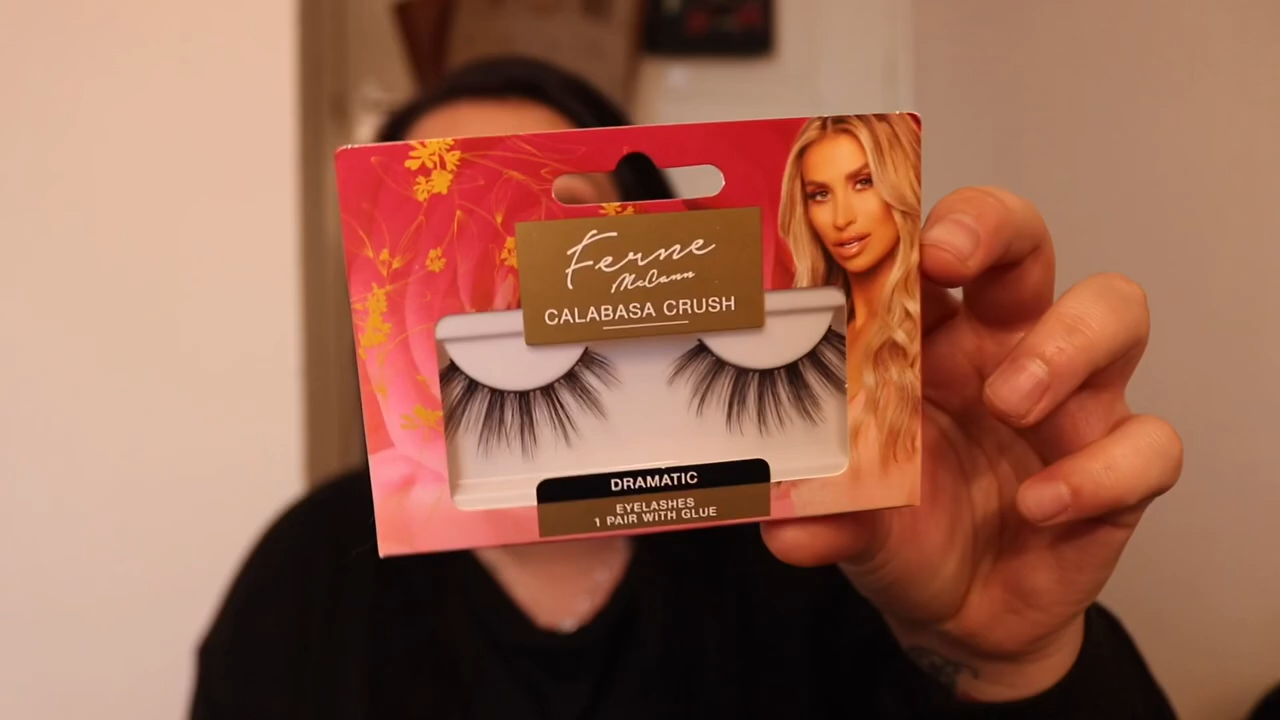 Ferne
McCann
CALABASA CRUSH
DRAMATIC
EYELASHES
1 PAIR WITH GLUE